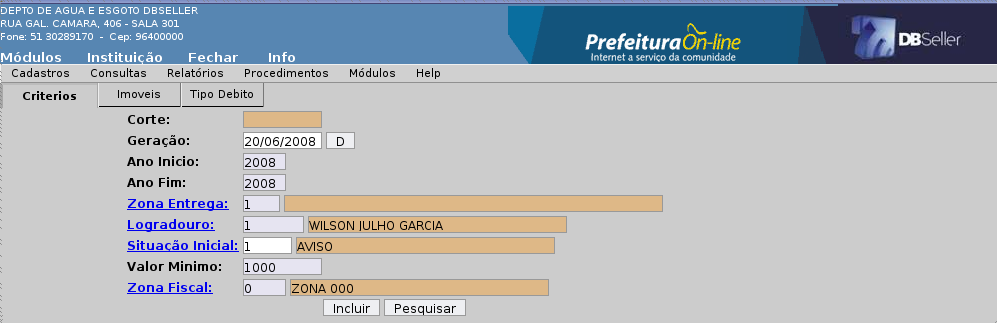 DEPTO DE AGUA E ESGOTO DBSELLER
RUA GAL. CAMARA, 406 - SALA 301
Fone: 51 30289170 - Cep: 96400000
Prefeitura On-line
Internet a serviço da comunidade
DBSeller
Módulos Instituição Fechar Info
Cadastros Consultas Relatórios Procedimentos Módulos Help
Criterios Imoveis Tipo Debito
Corte:
Geração: 20/06/2008 D
Ano Inicio: 2008
Ano Fim: 2008
Zona Entrega: 1
Logradouro: 1 WILSON JULHO GARCIA
Situação Inicial: 1 AVISO
Valor Minimo: 1000
Zona Fiscal: 0 ZONA 000
Incluir Pesquisar